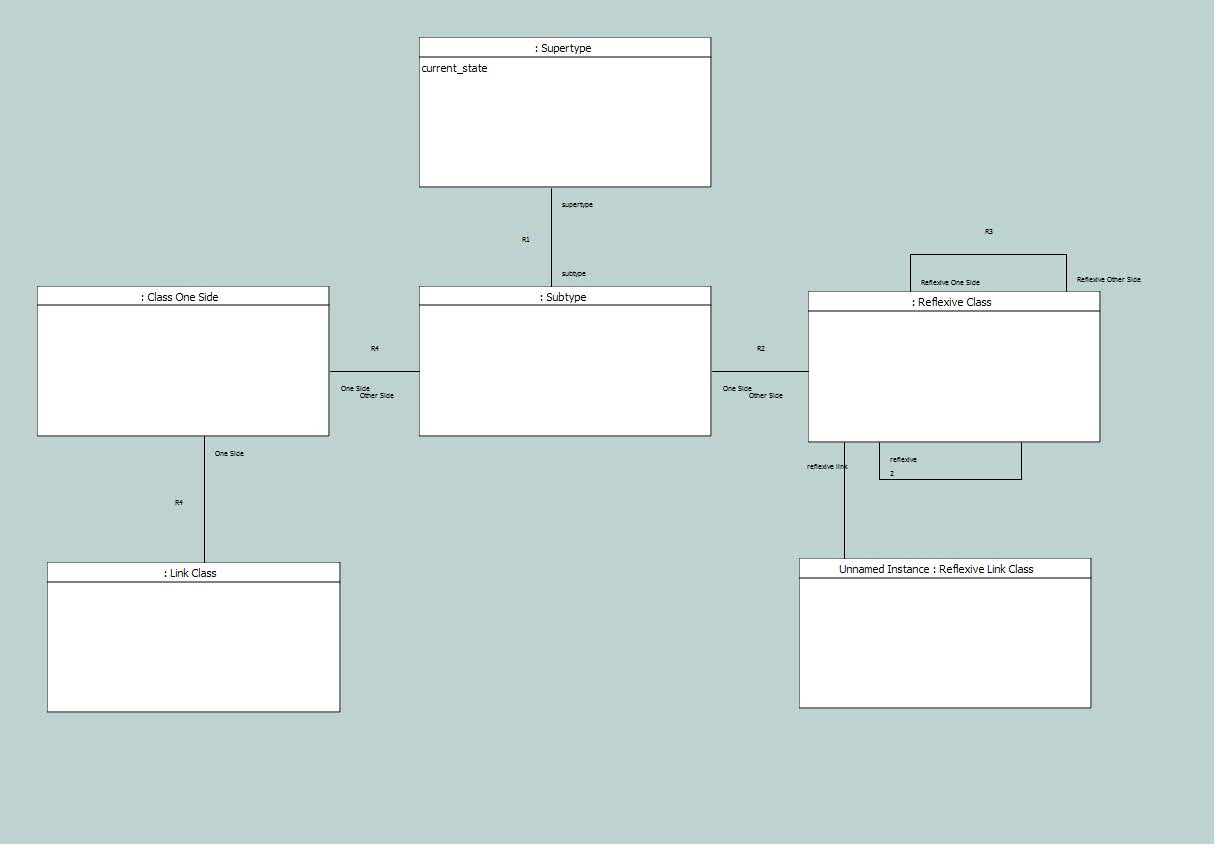 : Supertype
current_state
supertype
R1
subtype
R3
Reflexive One Side
Reflexive Other Side
: Class One Side
: Subtype
: Reflexive Class
R4
One Side
Other Side
R2
One Side
Other Side
One Side
R4
reflexive link
reflexive
2
: Link Class
Unnamed Instance : Reflexive Link Class